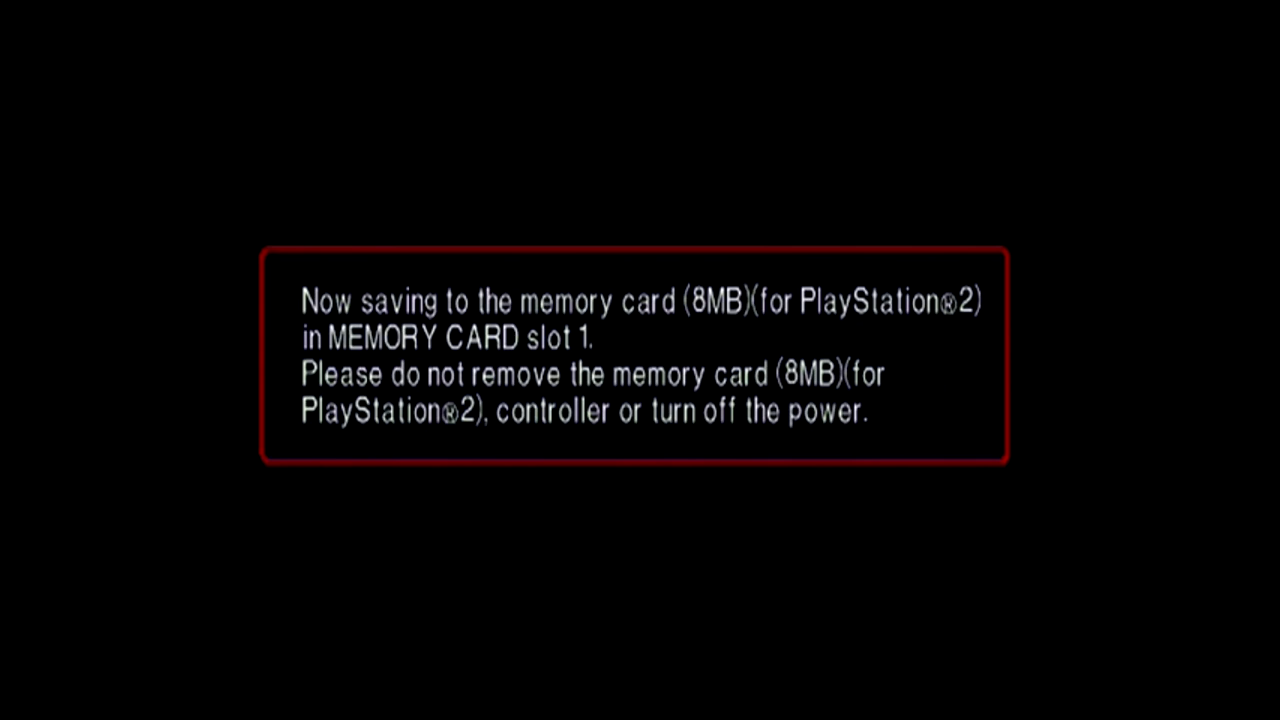 Now saving to the memory card (8MB)(for PlayStation®2)
in MEMORY CARD slot 1.
Please do not remove the memory card (8MB)(for
PlayStation®2), controller or turn off the power.